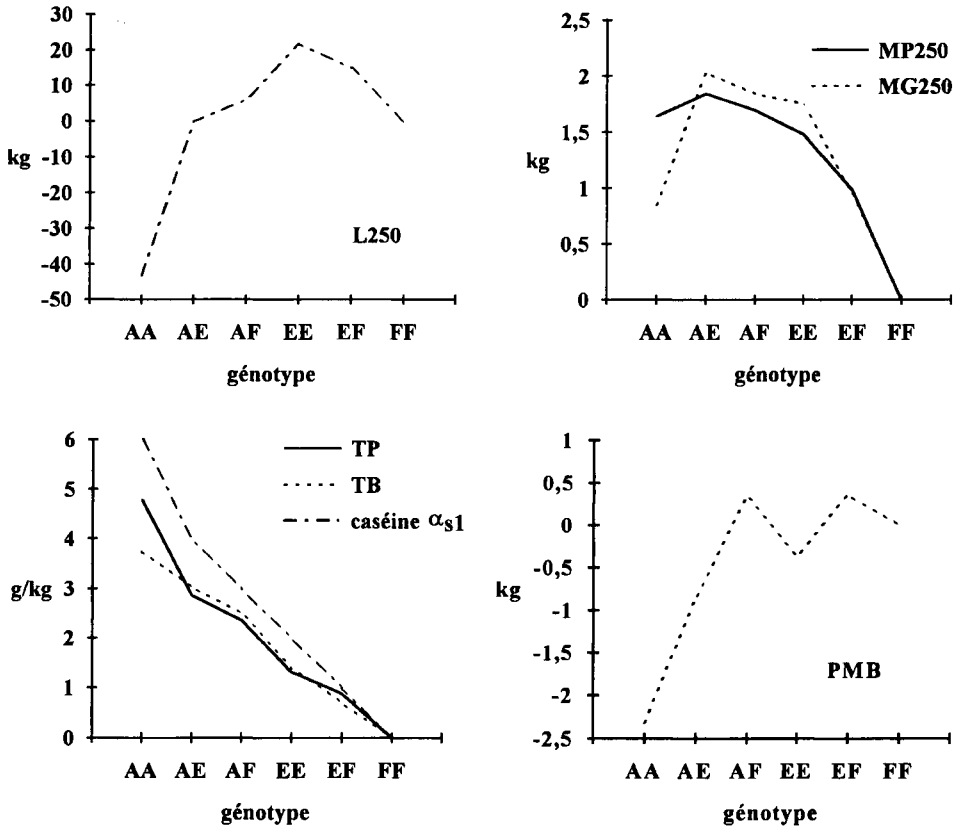 30
20
10
0
-10
-20
-30
-40
-50
kg
L250
AA AE AF EE EF FF
génotype
2,5
2
1,5
1
0,5
0
kg
MP250
MG250
AA AE AF EE EF FF
génotype
6
5
4
3
2
1
0
g/kg
TP
TB
caséine αs1
AA AE AF EE EF FF
génotype
1
0,5
0
-0,5
-1
-1,5
-2
-2,5
kg
PMB
AA AE AF EE EF FF
génotype